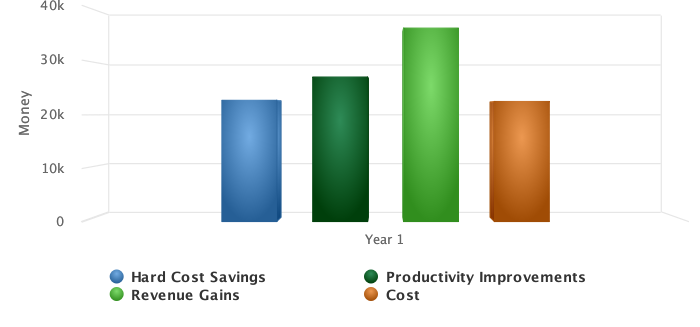 40k
30k
20k
10k
0
Money
Year 1
Hard Cost Savings
Productivity Improvements
Revenue Gains
Cost